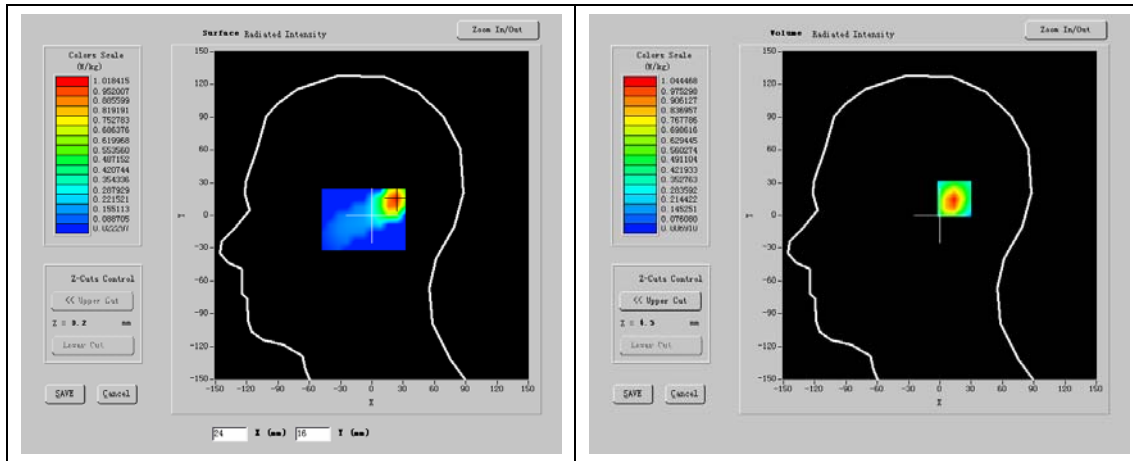 Surface Radiated Intensity
Zoom In/Out
Colors Scale
(W/kg)
1.018415
0.952007
0.885599
0.819191
0.752783
0.686376
0.619968
0.553560
0.487152
0.420744
0.354336
0.287929
0.221521
0.155113
0.088705
0.022297
Z-Cuts Control
<< Upper Cut
mm
Lower Cut
SAVE
Cancel
150
120
90
60
30
0
-30
-60
-90
-120
-150
Y
-150 -120 -90 -60 -30 0 30 60 90 120 150
X
24 X (mm) 16 Y (mm)
Volume Radiated Intensity
Zoom In/Out
Colors Scale
(W/kg)
1.044468
0.975298
0.906127
0.836957
0.767786
0.698616
0.629445
0.560274
0.491104
0.421933
0.352763
0.283592
0.214422
0.145251
0.076080
0.006910
Z-Cuts Control
<< Upper Cut
mm
Lower Cut
SAVE
Cancel
150
120
90
60
30
0
-30
-60
-90
-120
-150
Y
-150 -120 -90 -60 -30 0 30 60 90 120 150
X